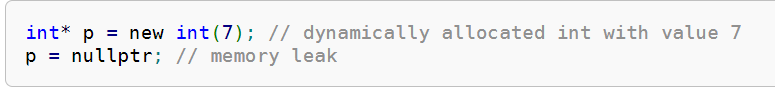 int* p = new int(7); // dynamically allocated int with value 7
p = nullptr; // memory leak